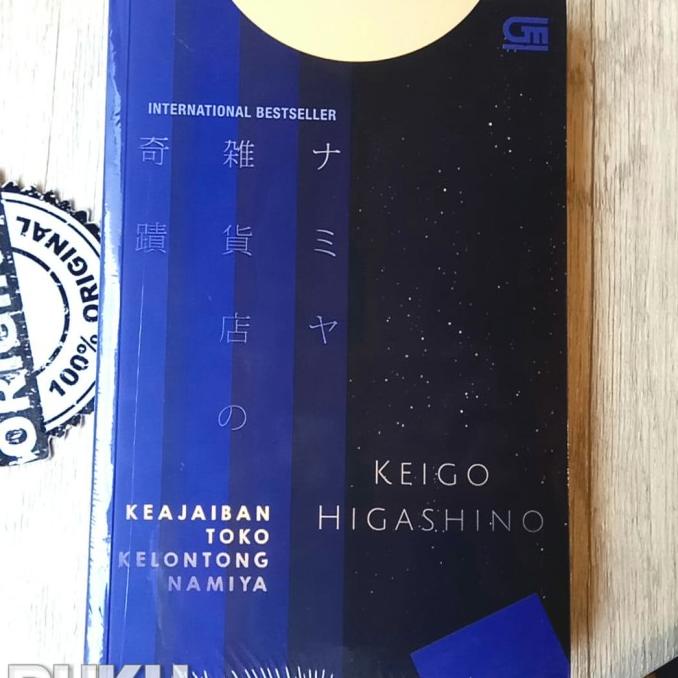 GM
INTERNATIONAL BESTSELLER
ナミヤ
雑貨店の
奇蹟
KEIGO
HIGASHINO
KEAJAIBAN
TOKO
KELONTONG
NAMIYA
100% ORIGINAL